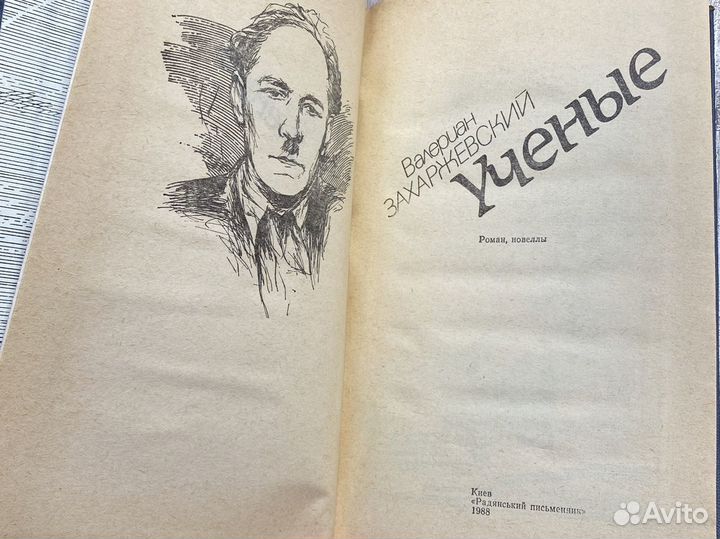 Валериан
ЗАХАРЖЕВСКИЙ
Ученые
Роман, новеллы
Киев
«Радянський письменник»
1988
Avito